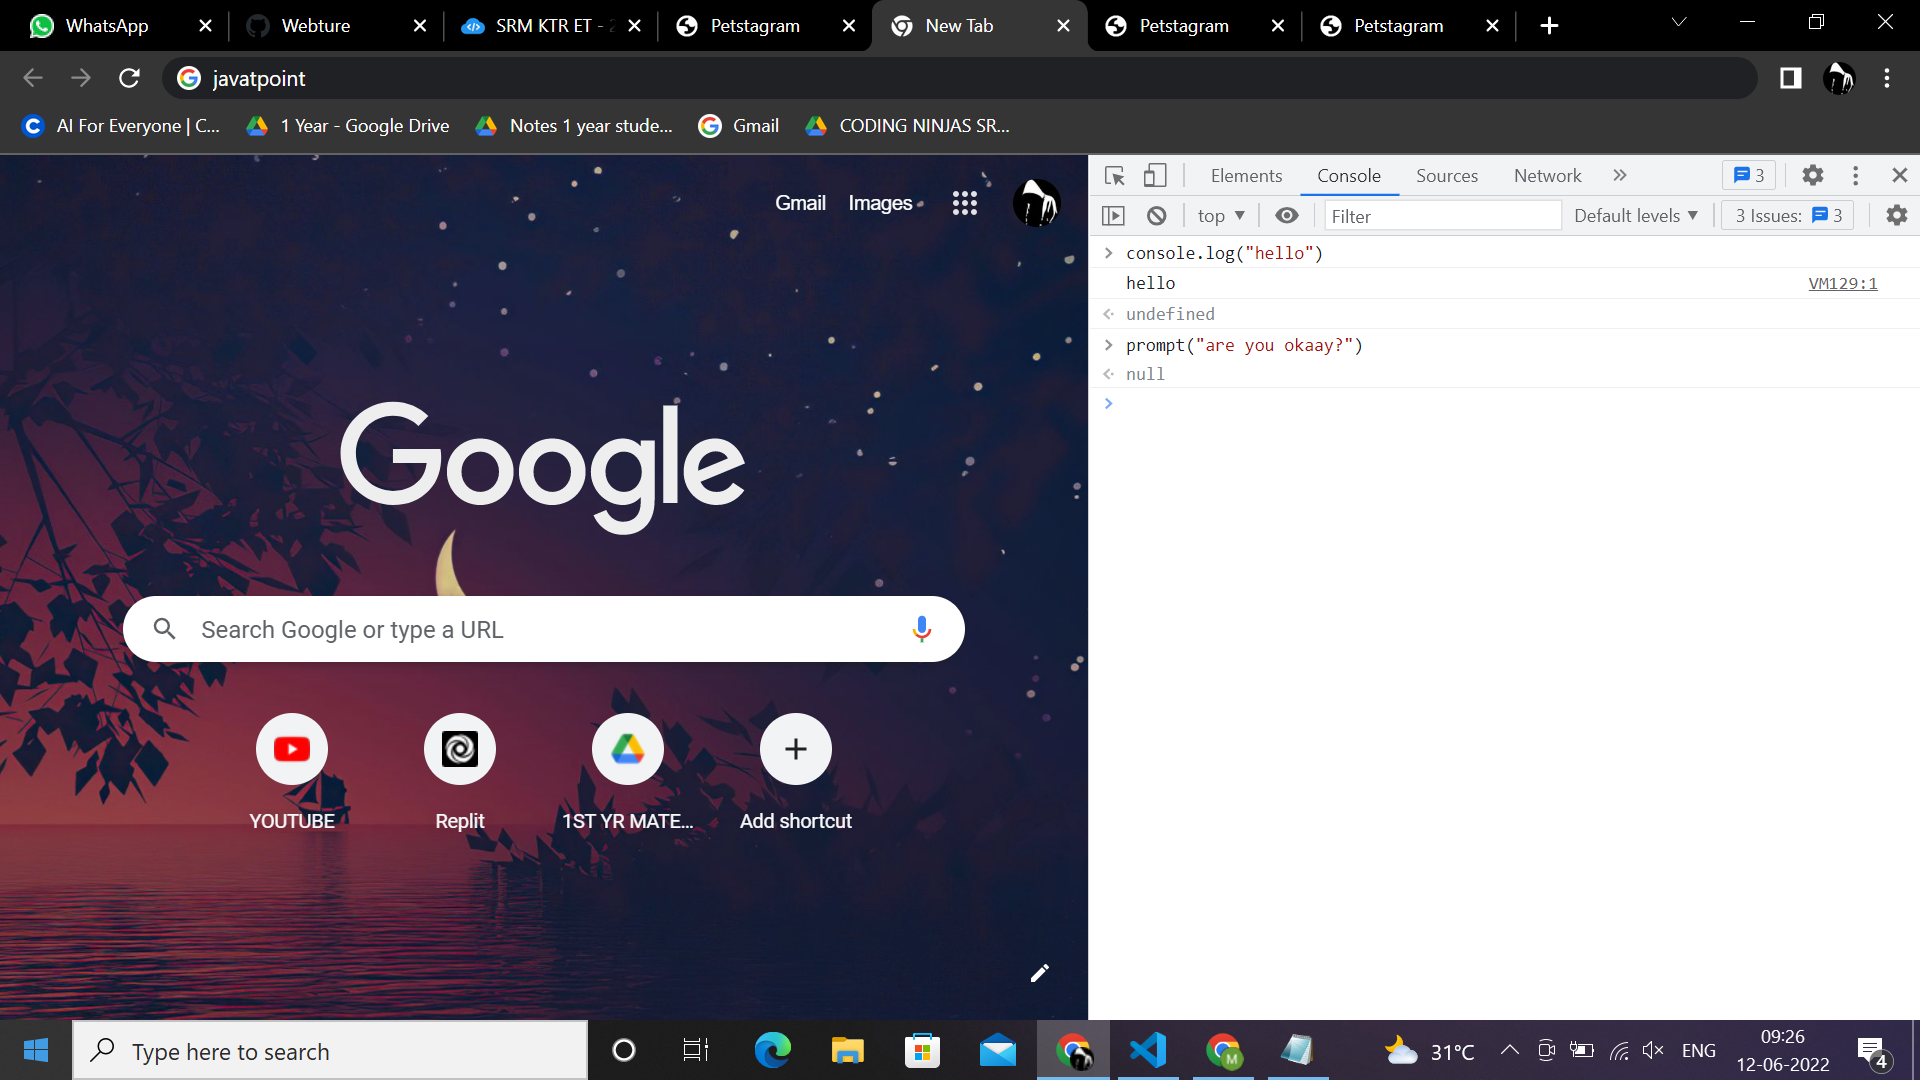 WhatsApp
Webture
SRM KTR ET - 2
Petstagram
New Tab
Petstagram
Petstagram
javatpoint
AI For Everyone | C...
1 Year - Google Drive
Notes 1 year stude...
Gmail
CODING NINJAS SR...
Gmail
Images
Google
Search Google or type a URL
YOUTUBE
Replit
1ST YR MATE...
Add shortcut
Elements
Console
Sources
Network
3
top
Filter
Default levels
3 Issues: 3
console.log("hello")
hello
VM129:1
undefined
prompt("are you okaay?")
null
Type here to search
M
31°C
ENG
09:26
12-06-2022
4